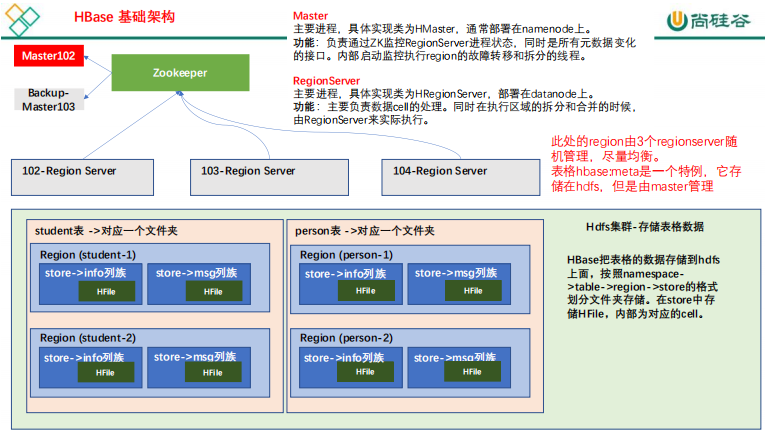 HBase 基础架构
尚硅谷
Master
主要进程，具体实现类为HMaster，通常部署在namenode上。
功能：负责通过ZK监控RegionServer进程状态，同时是所有元数据变化
的接口。内部启动监控执行region的故障转移和拆分的线程。
RegionServer
主要进程，具体实现类为HRegionServer，部署在datanode上。
功能：主要负责数据cell的处理。同时在执行区域的拆分和合并的时候，
由RegionServer来实际执行。
Master102
Zookeeper
Backup-
Master103
此处的region由3个regionserver随
机管理，尽量均衡。
表格hbase:meta是一个特例，它存
储在hdfs，但是由master管理
102-Region Server
103-Region Server
104-Region Server
student表 ->对应一个文件夹
Region (student-1)
store->info列族
HFile
store->msg列族
HFile
Region (student-2)
store->info列族
HFile
store->msg列族
HFile
person表 ->对应一个文件夹
Region (person-1)
store->info列族
HFile
store->msg列族
HFile
Region (person-2)
store->info列族
HFile
store->msg列族
HFile
Hdfs集群-存储表格数据
HBase把表格的数据存储到hdfs
上面，按照namespace-
>table->region->store的格式
划分文件夹存储。在store中存
储HFile，内部为对应的cell。